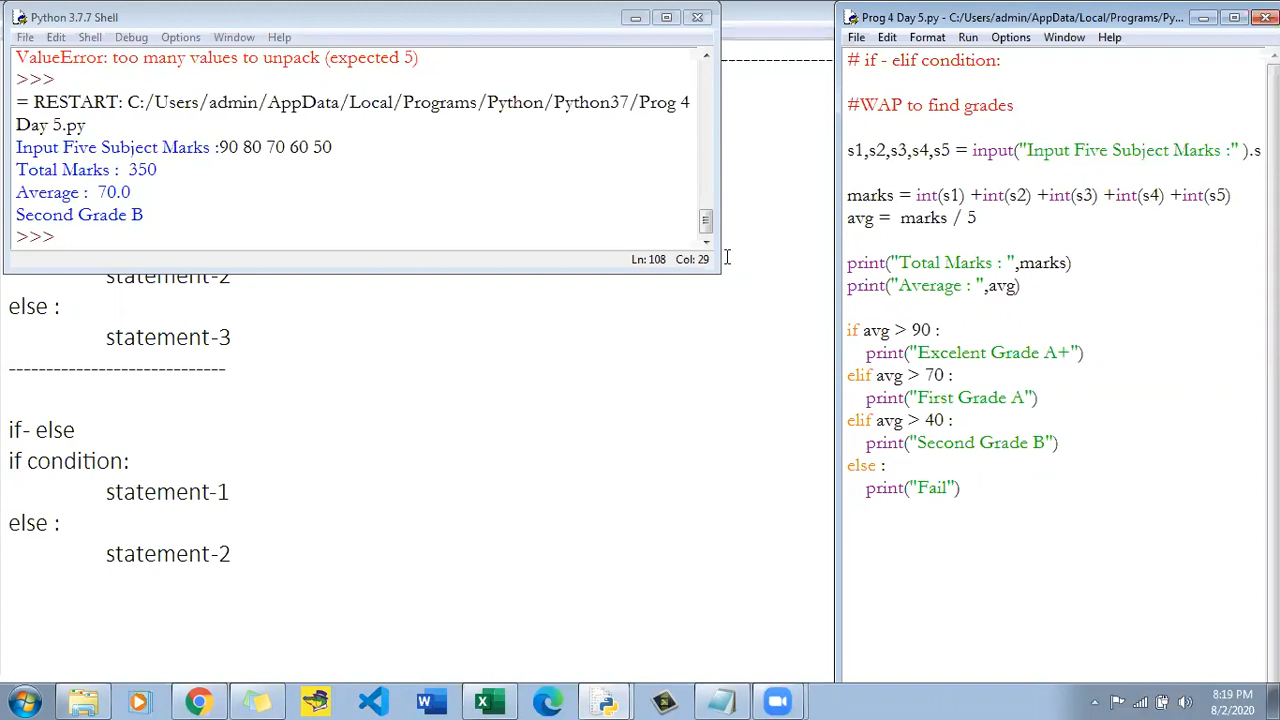 Python 3.7.7 Shell
File Edit Shell Debug Options Window Help
ValueError: too many values to unpack (expected 5)
>>>
= RESTART: C:/Users/admin/AppData/Local/Programs/Python/Python37/Prog 4
Day 5.py
Input Five Subject Marks :90 80 70 60 50
Total Marks :  350
Average :  70.0
Second Grade B
>>>
Ln: 108 Col: 29
statement-2
else :
statement-3
-----------------------------
if- else
if condition:
statement-1
else :
statement-2
Prog 4 Day 5.py - C:/Users/admin/AppData/Local/Programs/Py...
File Edit Format Run Options Window Help
# if - elif condition:
#WAP to find grades
s1,s2,s3,s4,s5 = input("Input Five Subject Marks :" ).s
marks = int(s1) +int(s2) +int(s3) +int(s4) +int(s5)
avg =  marks / 5
print("Total Marks : ",marks)
print("Average : ",avg)
if avg > 90 :
print("Excelent Grade A+")
elif avg > 70 :
print("First Grade A")
elif avg > 40 :
print("Second Grade B")
else :
print("Fail")
8:19 PM
8/2/2020